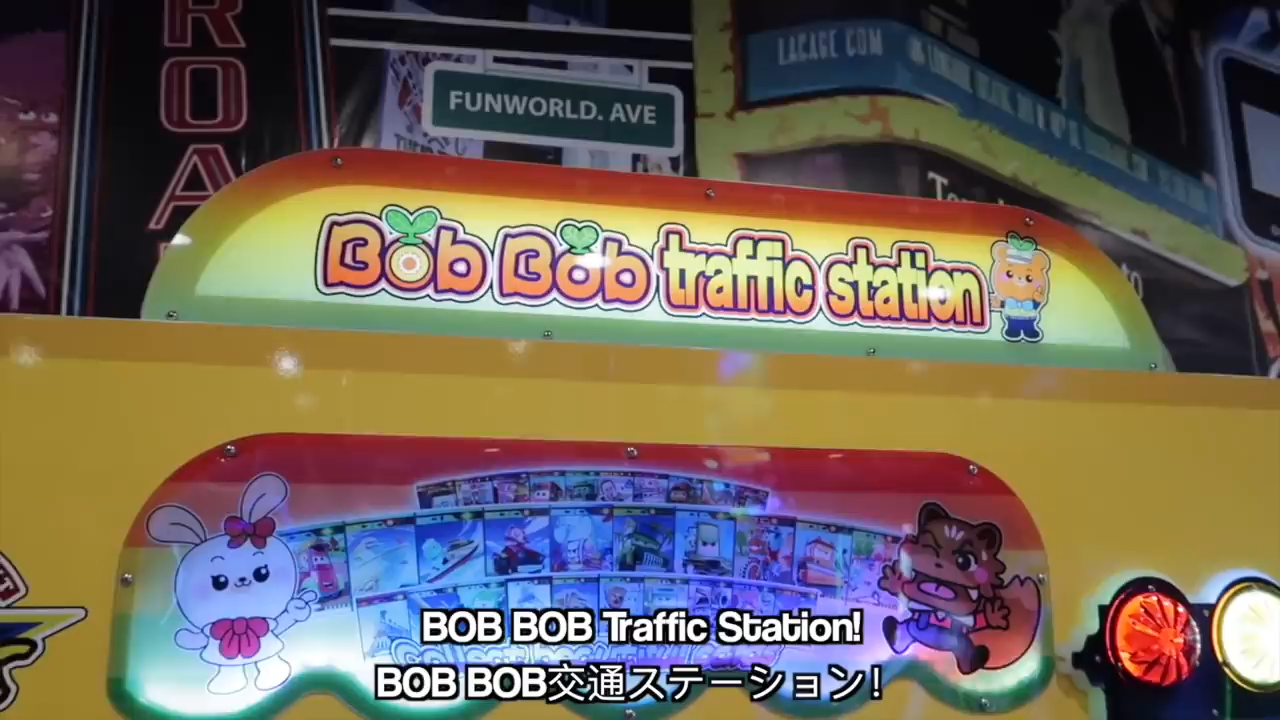 ROA
LACAGE COM
FUNWORLD. AVE
Bob Bob traffic station
BOB BOB Traffic Station!
BOB BOB交通ステーション!